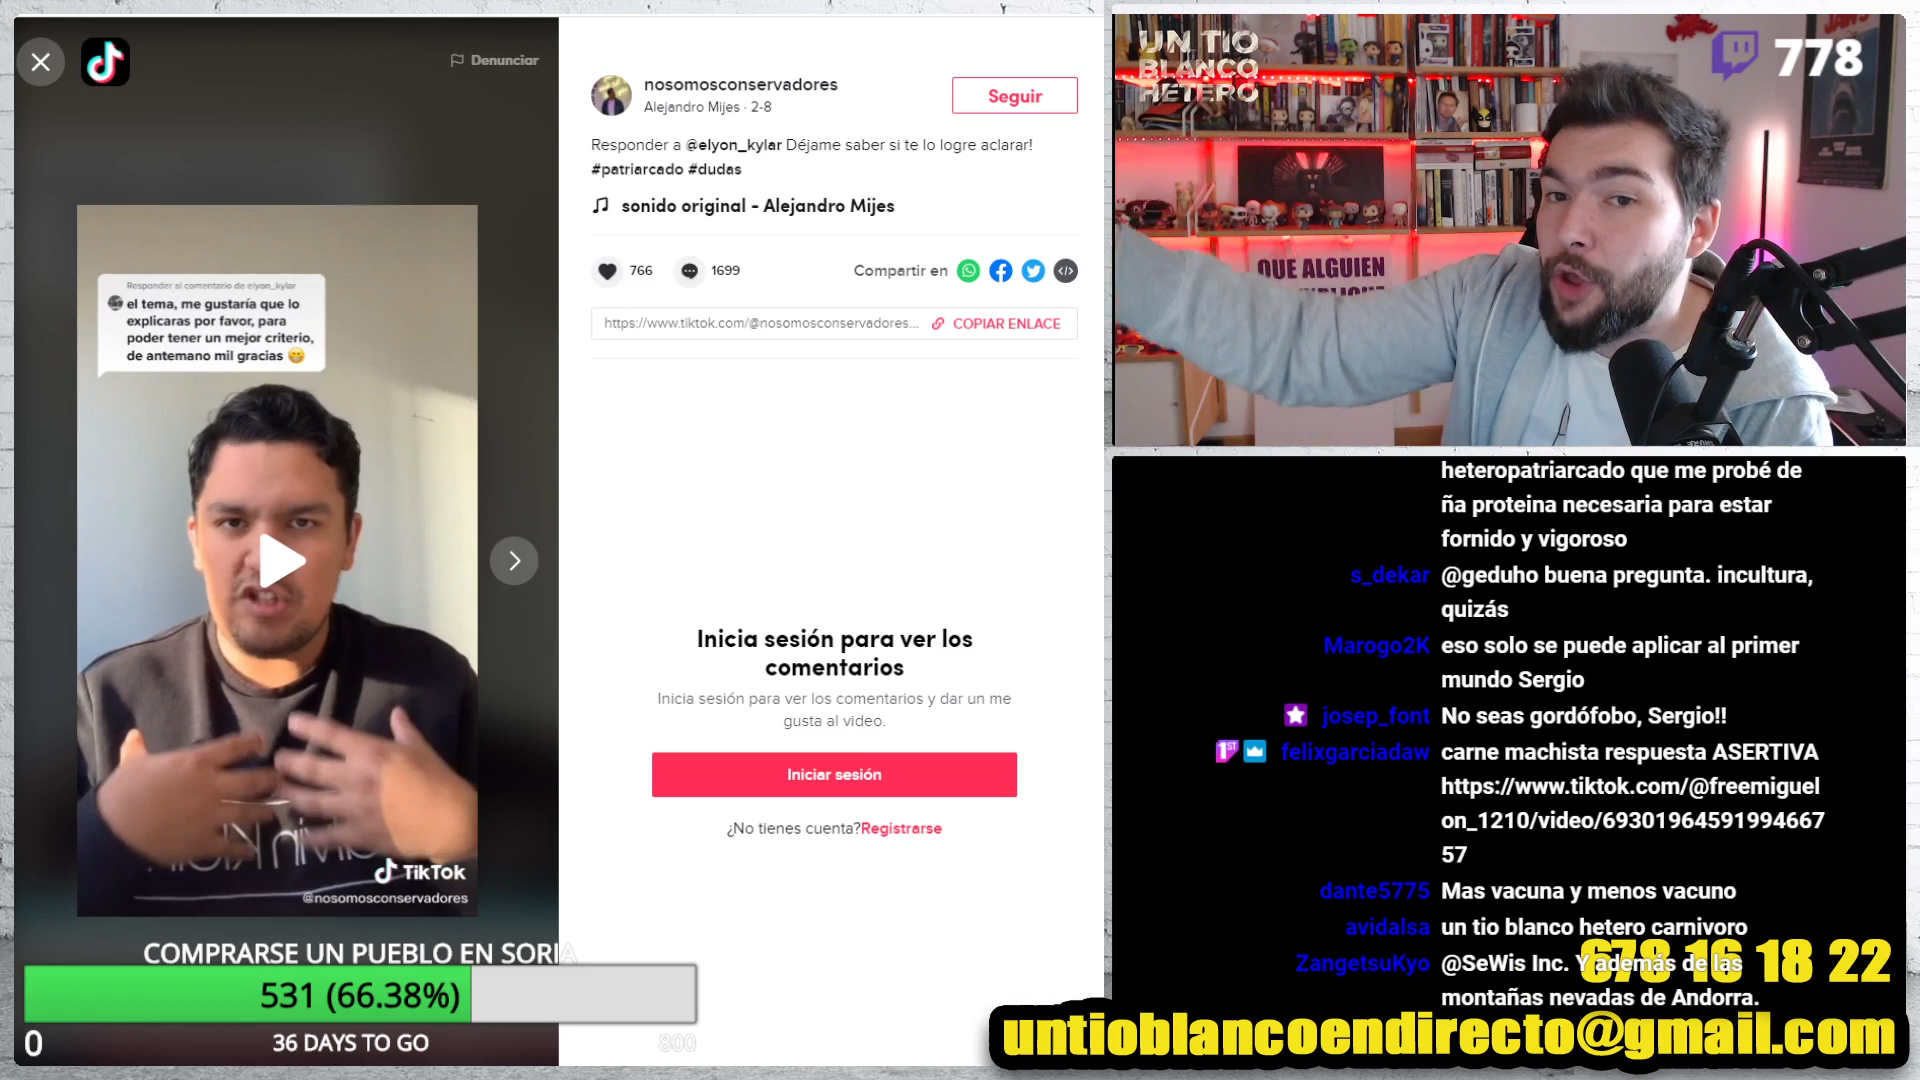 Denunciar
nosomosconservadores
Alejandro Mijes · 2-8
Seguir
Responder a @elyon_kylar Déjame saber si te lo logre aclarar!
#patriarcado #dudas
sonido original - Alejandro Mijes
766
1699
Compartir en
https://www.tiktok.com/@nosomosconservadores...
COPIAR ENLACE
Responder al comentario de elyon_kylar
el tema, me gustaría que lo
explicaras por favor, para
poder tener un mejor criterio,
de antemano mil gracias 😁
TikTok
@nosomosconservadores
Inicia sesión para ver los
comentarios
Inicia sesión para ver los comentarios y dar un me
gusta al video.
Iniciar sesión
¿No tienes cuenta?Registrarse
COMPRARSE UN PUEBLO EN SORIA
531 (66.38%)
0
36 DAYS TO GO
800
UN TIO
BLANCO
HETERO
778
JAWS
QUE ALGUIEN
heteropatriarcado que me probé de
ña proteina necesaria para estar
fornido y vigoroso
s_dekar @geduho buena pregunta. incultura,
quizás
Marogo2K eso solo se puede aplicar al primer
mundo Sergio
josep_font No seas gordófobo, Sergio!!
1ST felixgarciadaw carne machista respuesta ASERTIVA
https://www.tiktok.com/@freemiguel
on_1210/video/69301964591994667
57
dante5775 Mas vacuna y menos vacuno
avidalsa un tio blanco hetero carnivoro
ZangetsuKyo @SeWis Inc. Y además de las
montañas nevadas de Andorra.
678 16 18 22
untioblancoendirecto@gmail.com